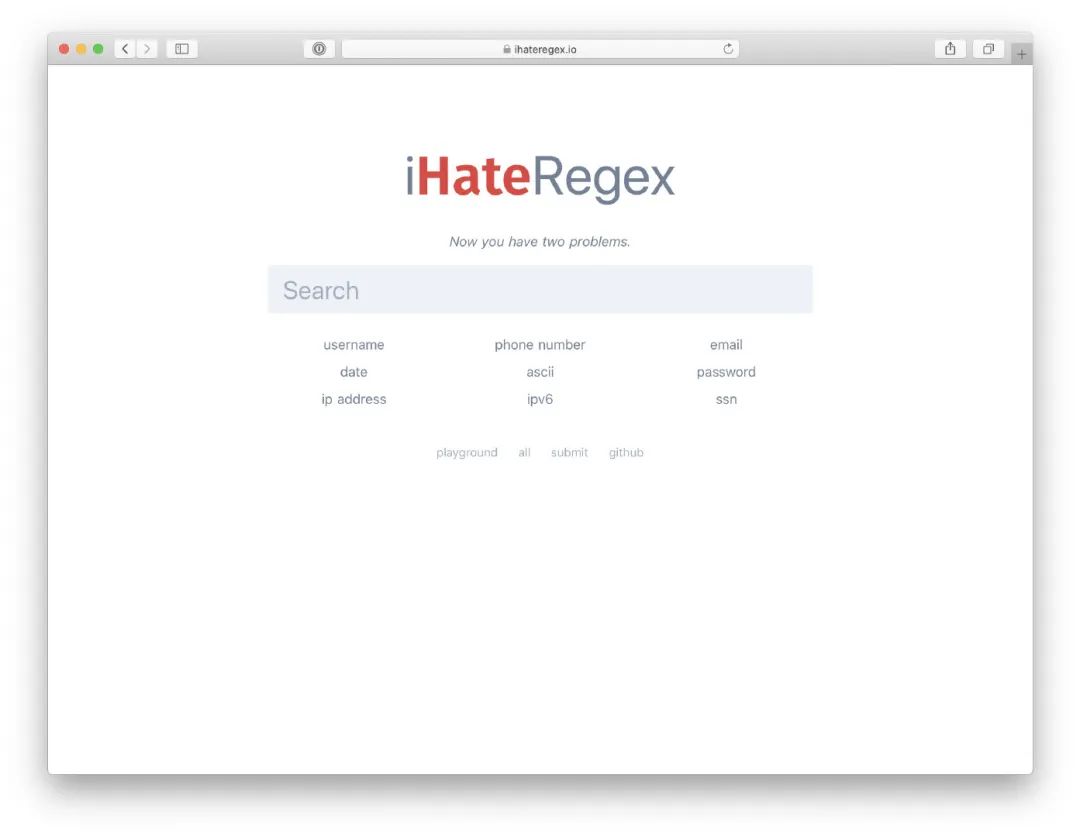 ihateregex.io
iHateRegex
Now you have two problems.
Search
username phone number email
date ascii password
ip address ipv6 ssn
playground all submit github